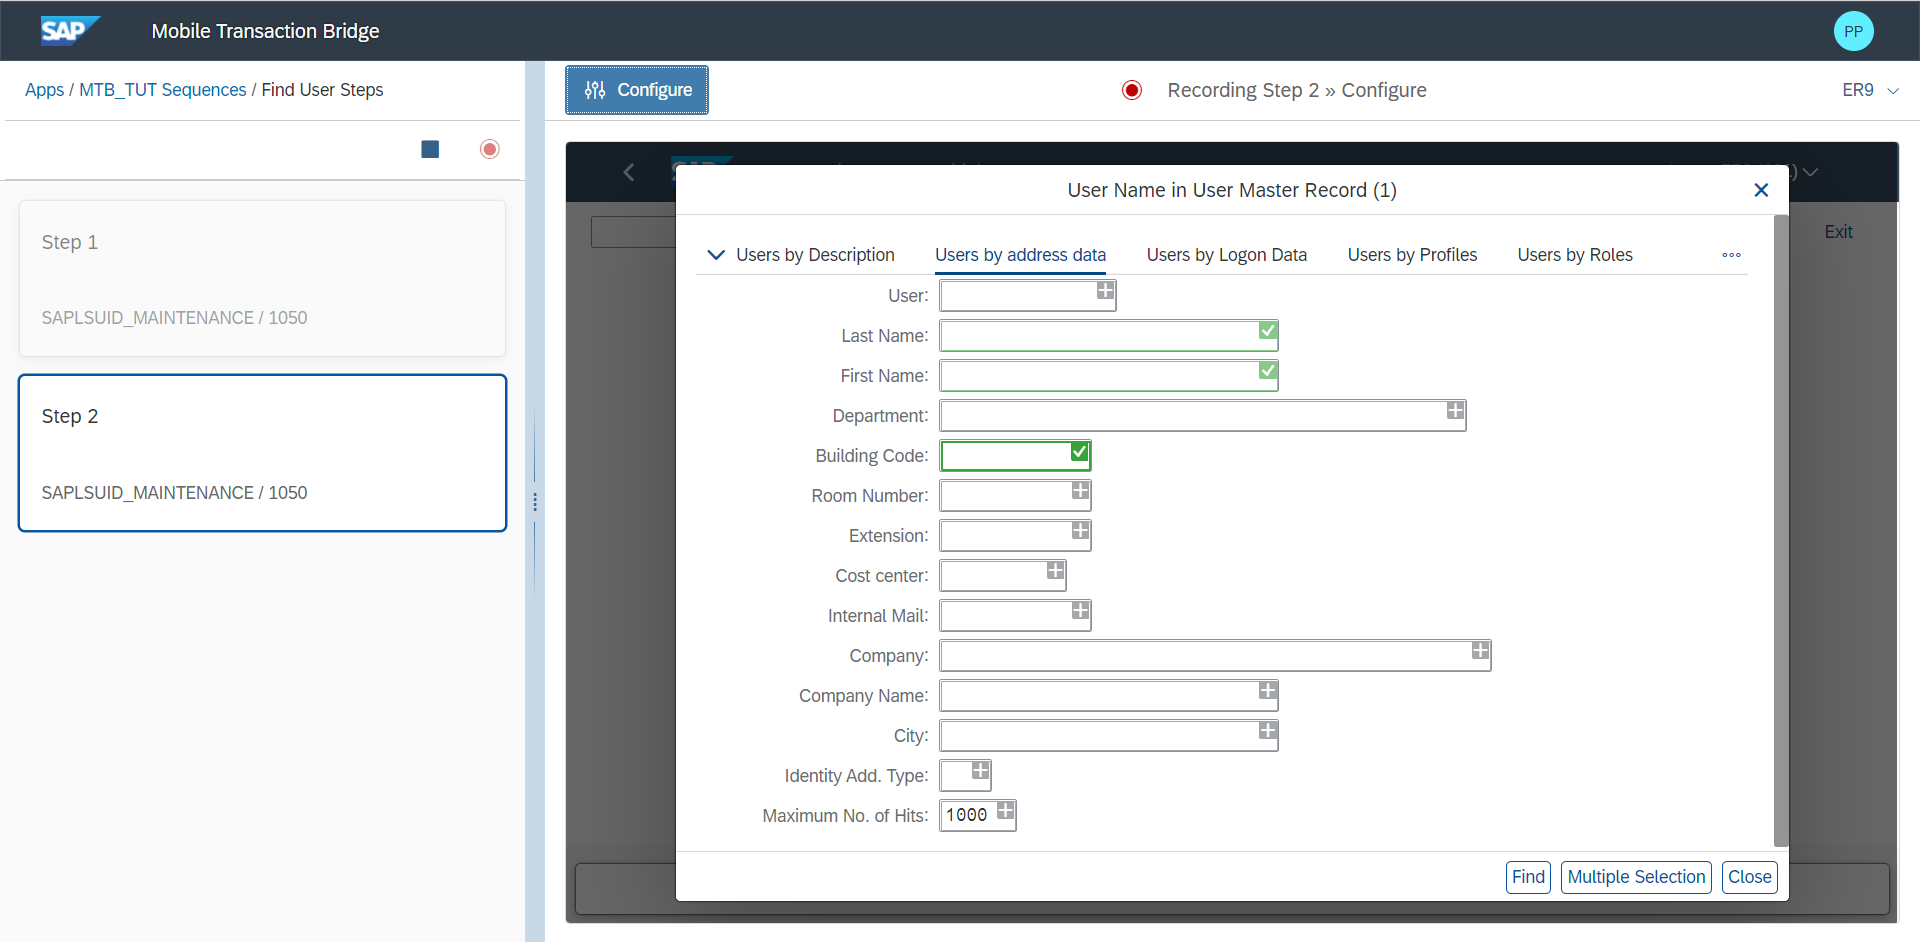 SAP Mobile Transaction Bridge PP
Apps / MTB_TUT Sequences / Find User Steps
Configure
Recording Step 2 » Configure
ER9
Step 1
SAPLSUID_MAINTENANCE / 1050
Step 2
SAPLSUID_MAINTENANCE / 1050
Exit
User Name in User Master Record (1)
Users by Description Users by address data Users by Logon Data Users by Profiles Users by Roles
User:
Last Name:
First Name:
Department:
Building Code:
Room Number:
Extension:
Cost center:
Internal Mail:
Company:
Company Name:
City:
Identity Add. Type:
Maximum No. of Hits: 1000
Find Multiple Selection Close